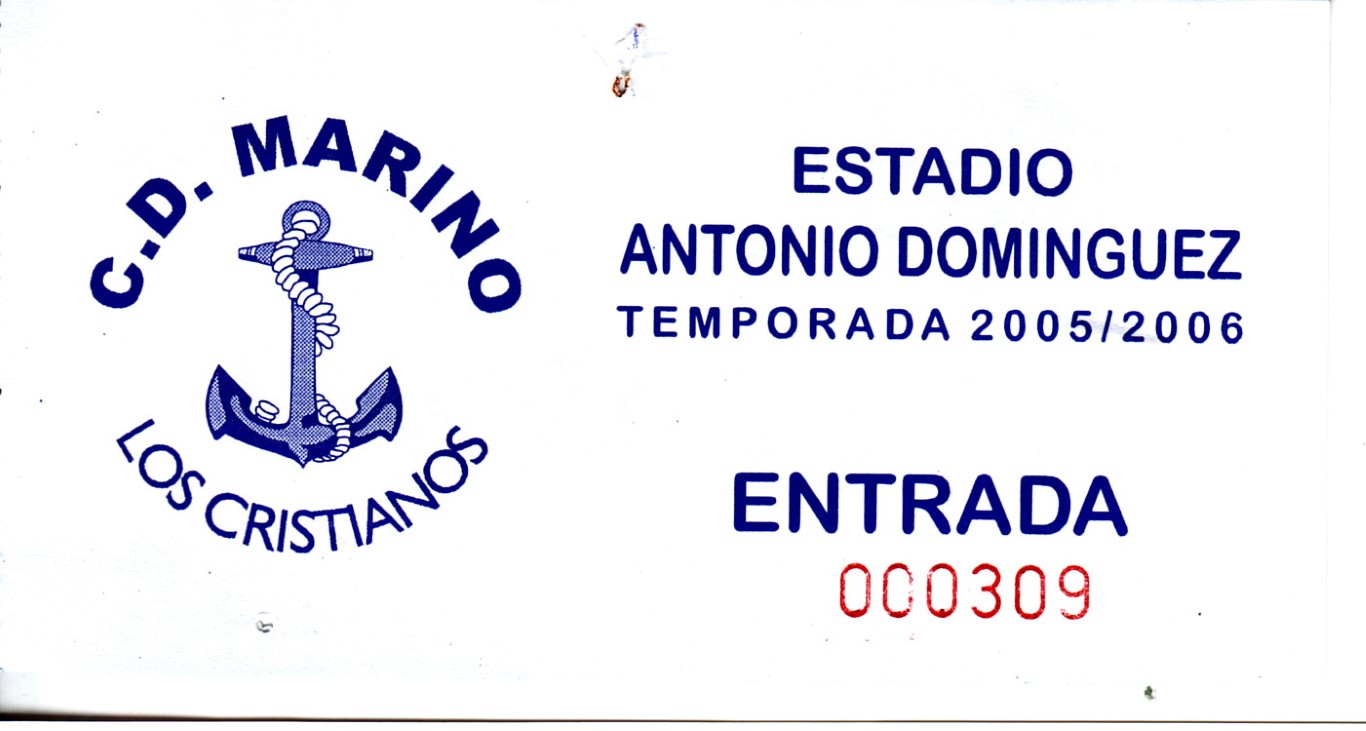 C.D. MARINO
LOS CRISTIANOS
ESTADIO
ANTONIO DOMINGUEZ
TEMPORADA 2005/2006
ENTRADA
000309